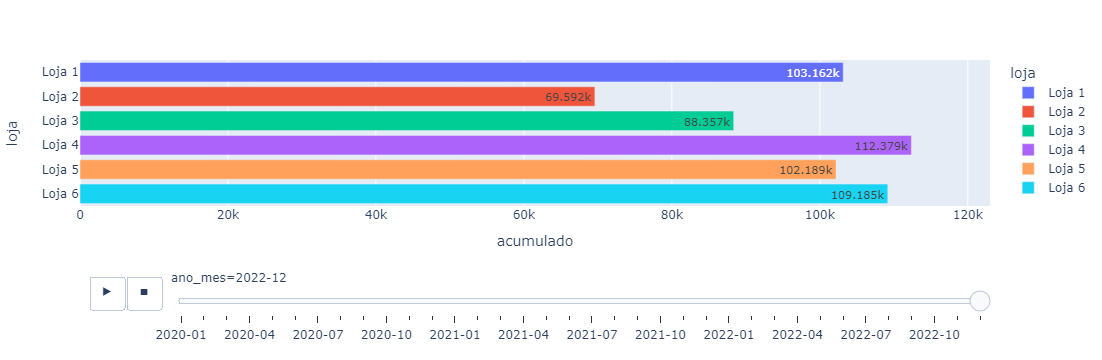 Loja 1 103.162k
Loja 2 69.592k
Loja 3 88.357k
Loja 4 112.379k
Loja 5 102.189k
Loja 6 109.185k
loja
0 20k 40k 60k 80k 100k 120k
acumulado
loja
Loja 1
Loja 2
Loja 3
Loja 4
Loja 5
Loja 6
ano_mes=2022-12
2020-01 2020-04 2020-07 2020-10 2021-01 2021-04 2021-07 2021-10 2022-01 2022-04 2022-07 2022-10